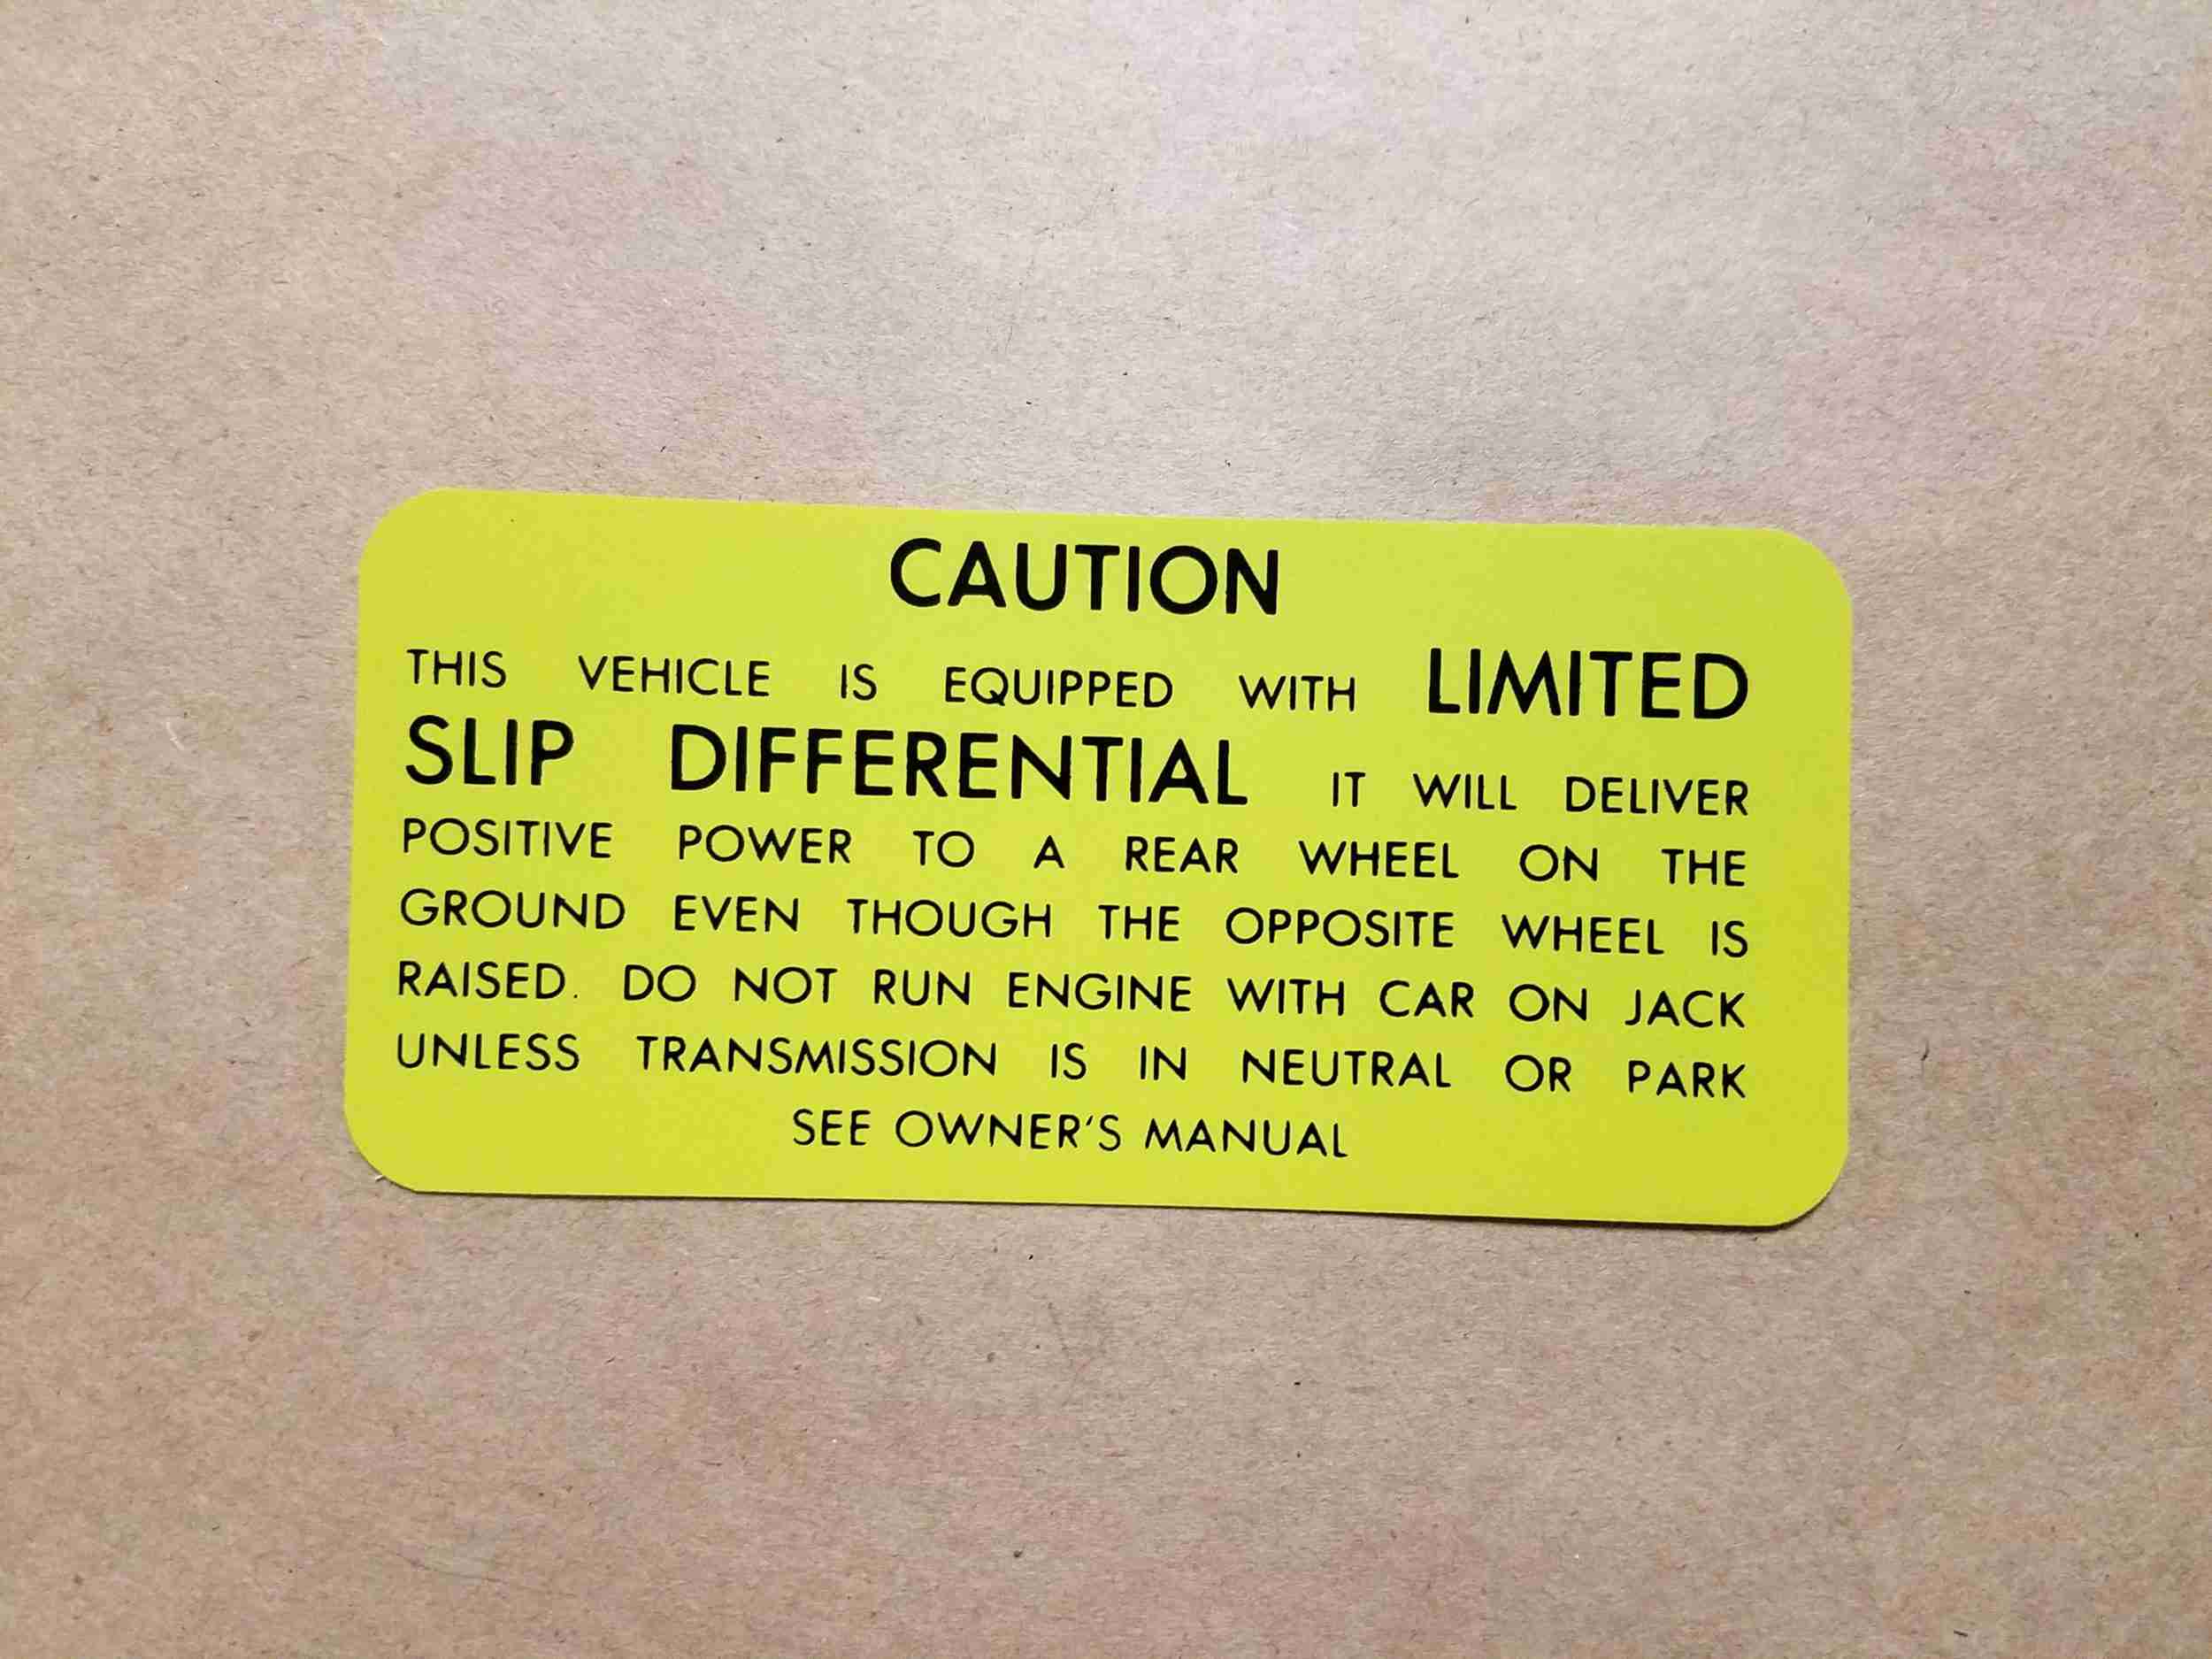 CAUTION
THIS VEHICLE IS EQUIPPED WITH LIMITED
SLIP DIFFERENTIAL IT WILL DELIVER
POSITIVE POWER TO A REAR WHEEL ON THE
GROUND EVEN THOUGH THE OPPOSITE WHEEL IS
RAISED. DO NOT RUN ENGINE WITH CAR ON JACK
UNLESS TRANSMISSION IS IN NEUTRAL OR PARK
SEE OWNER'S MANUAL